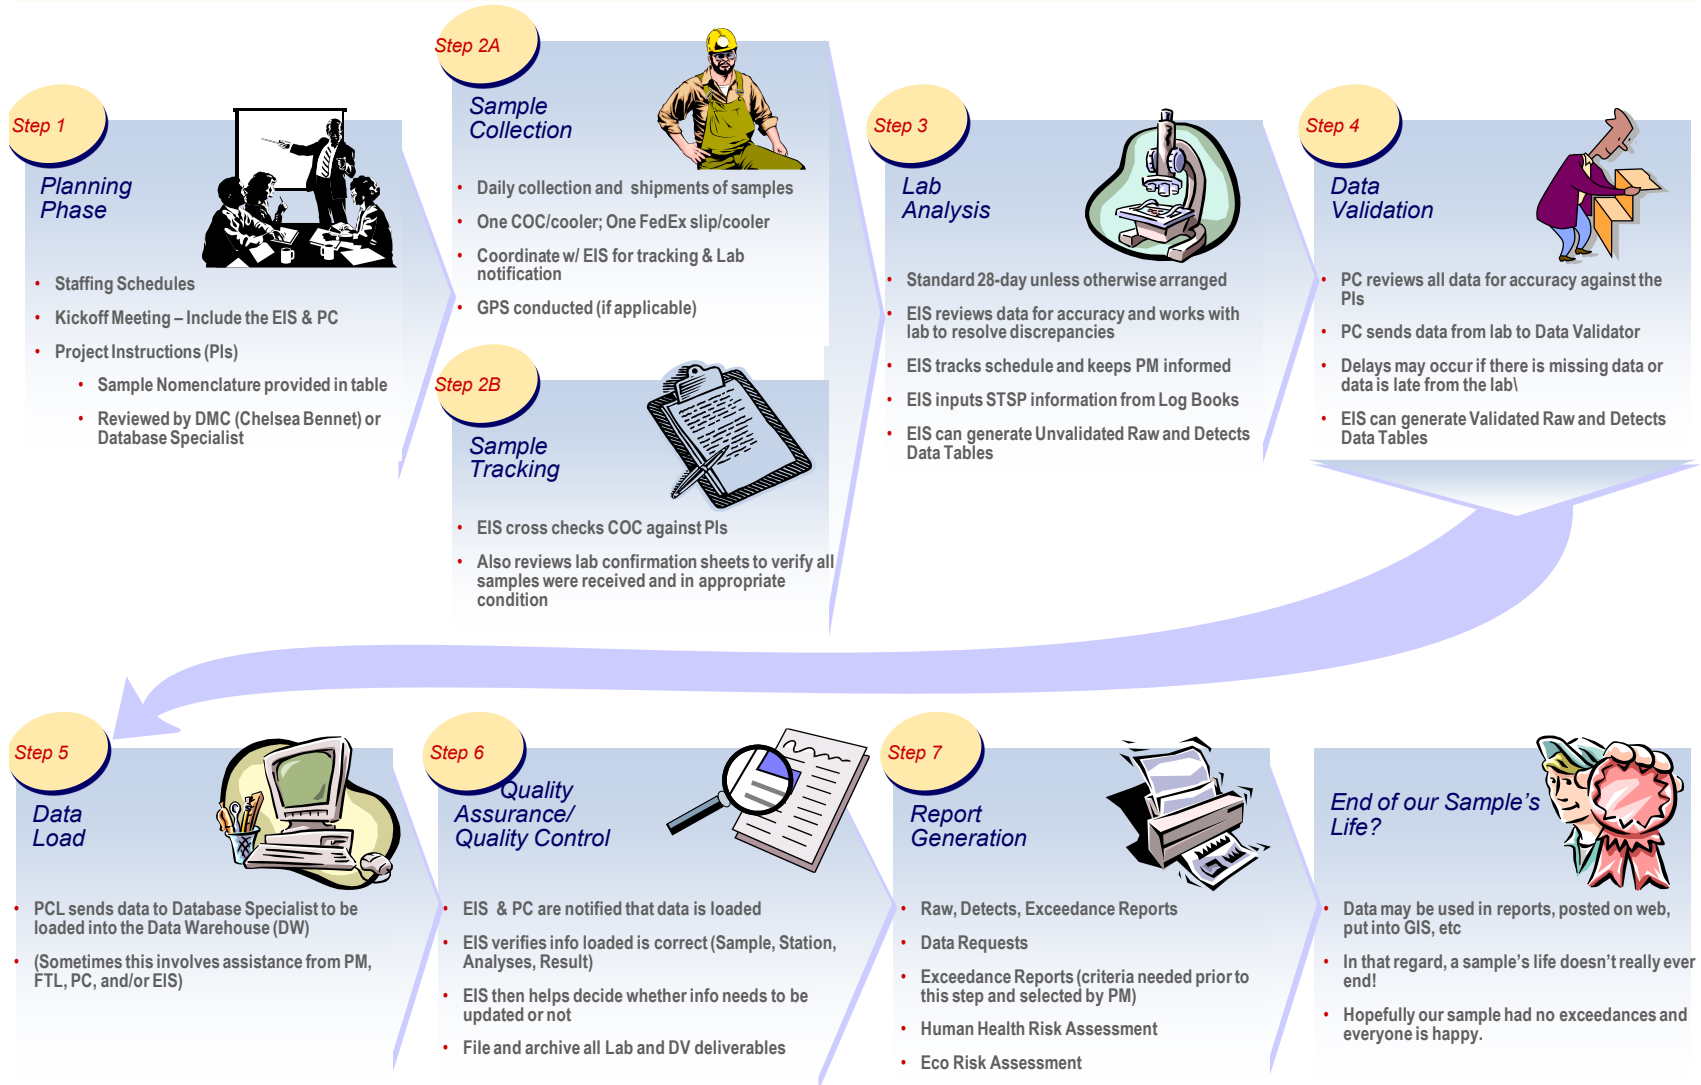 Step 1
Planning
Phase
• Staffing Schedules
• Kickoff Meeting – Include the EIS & PC
• Project Instructions (PIs)
• Sample Nomenclature provided in table
• Reviewed by DMC (Chelsea Bennet) or
Database Specialist
Step 2A
Sample
Collection
• Daily collection and shipments of samples
• One COC/cooler; One FedEx slip/cooler
• Coordinate w/ EIS for tracking & Lab
notification
• GPS conducted (if applicable)
Step 2B
Sample
Tracking
• EIS cross checks COC against PIs
• Also reviews lab confirmation sheets to verify all
samples were received and in appropriate
condition
Step 3
Lab
Analysis
• Standard 28-day unless otherwise arranged
• EIS reviews data for accuracy and works with
lab to resolve discrepancies
• EIS tracks schedule and keeps PM informed
• EIS inputs STSP information from Log Books
• EIS can generate Unvalidated Raw and Detects
Data Tables
Step 4
Data
Validation
• PC reviews all data for accuracy against the
PIs
• PC sends data from lab to Data Validator
• Delays may occur if there is missing data or
data is late from the lab\
• EIS can generate Validated Raw and Detects
Data Tables
Step 5
Data
Load
• PCL sends data to Database Specialist to be
loaded into the Data Warehouse (DW)
• (Sometimes this involves assistance from PM,
FTL, PC, and/or EIS)
Step 6
Quality
Assurance/
Quality Control
• EIS & PC are notified that data is loaded
• EIS verifies info loaded is correct (Sample, Station,
Analyses, Result)
• EIS then helps decide whether info needs to be
updated or not
• File and archive all Lab and DV deliverables
Step 7
Report
Generation
• Raw, Detects, Exceedance Reports
• Data Requests
• Exceedance Reports (criteria needed prior to
this step and selected by PM)
• Human Health Risk Assessment
• Eco Risk Assessment
End of our Sample's
Life?
• Data may be used in reports, posted on web,
put into GIS, etc
• In that regard, a sample's life doesn't really ever
end!
• Hopefully our sample had no exceedances and
everyone is happy.